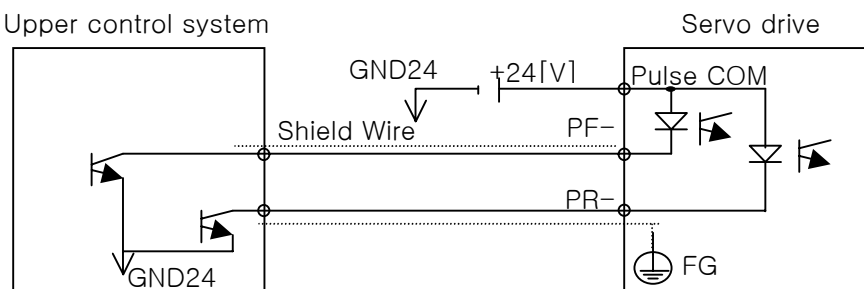 Upper control system
Servo drive
GND24
+24[V]
Pulse COM
Shield Wire
PF-
PR-
GND24
FG